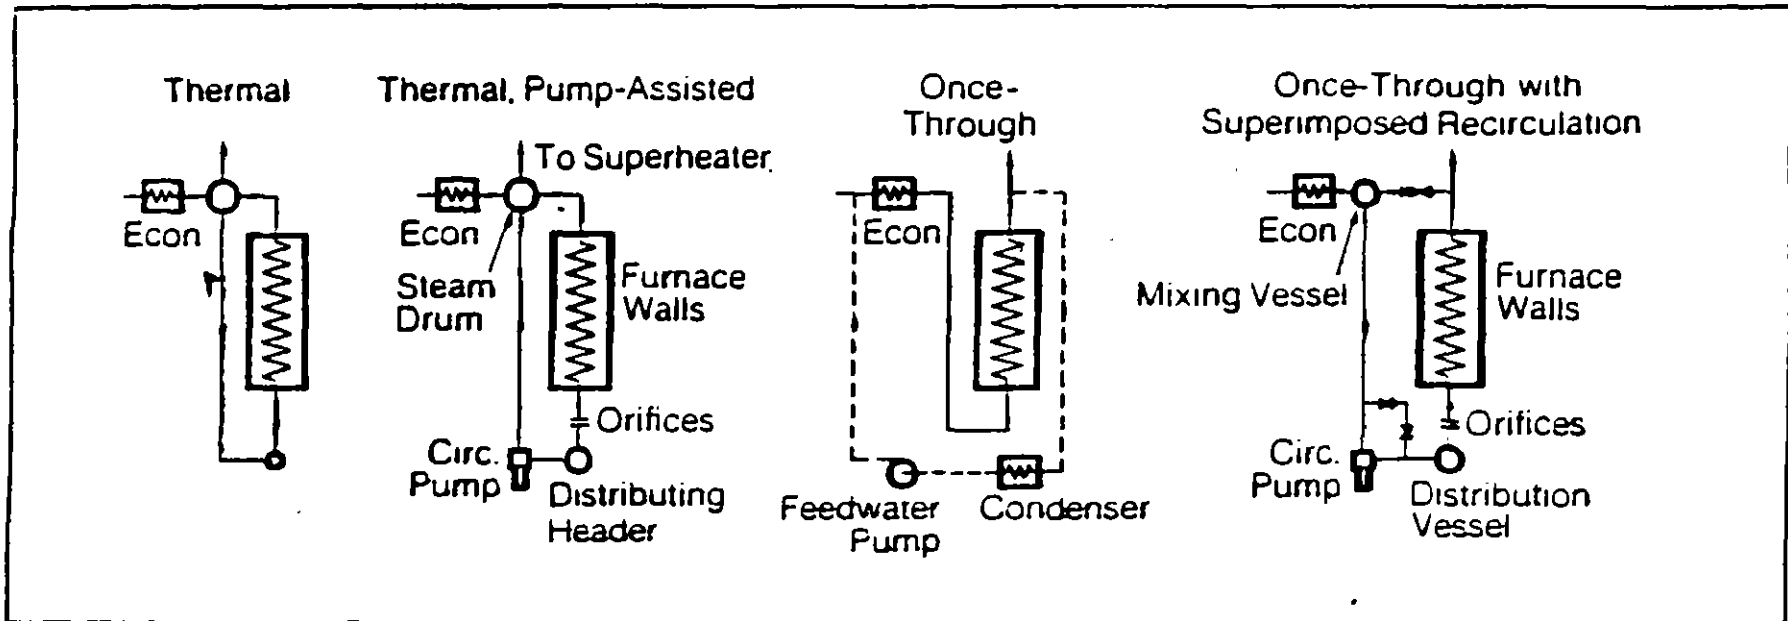 Thermal
Econ
Thermal, Pump-Assisted
To Superheater
Econ
Steam
Drum
Furnace
Walls
Orifices
Circ.
Pump
Distributing
Header
Once-
Through
Econ
Feedwater
Pump
Condenser
Once-Through with
Superimposed Recirculation
Econ
Mixing Vessel
Furnace
Walls
Orifices
Circ.
Pump
Distribution
Vessel